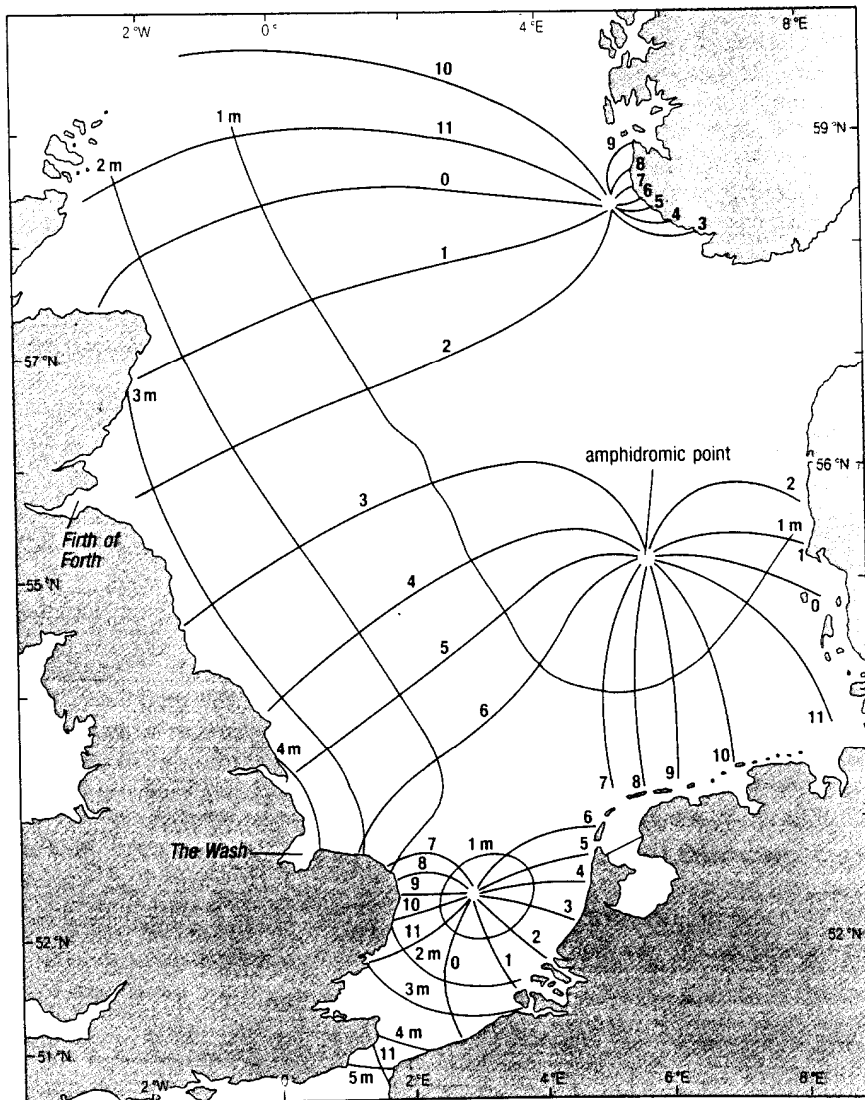 2 °W
0 °
4 °E
8 °E
10
1 m
11
59 °N
9
2 m
8
7
0
6
5
4
3
1
2
57 °N
3 m
amphidromic point
56 °N
3
2
Firth of
Forth
1 m
1
55 °N
4
0
5
6
11
4 m
10
7
8
9
6
The Wash
7
1 m
5
8
9
4
10
3
52 °N
11
2
52 °N
2 m
0
1
3 m
4 m
51 °N
11
5 m
2 °W
0
2 °E
4 °E
6 °E
8 °E